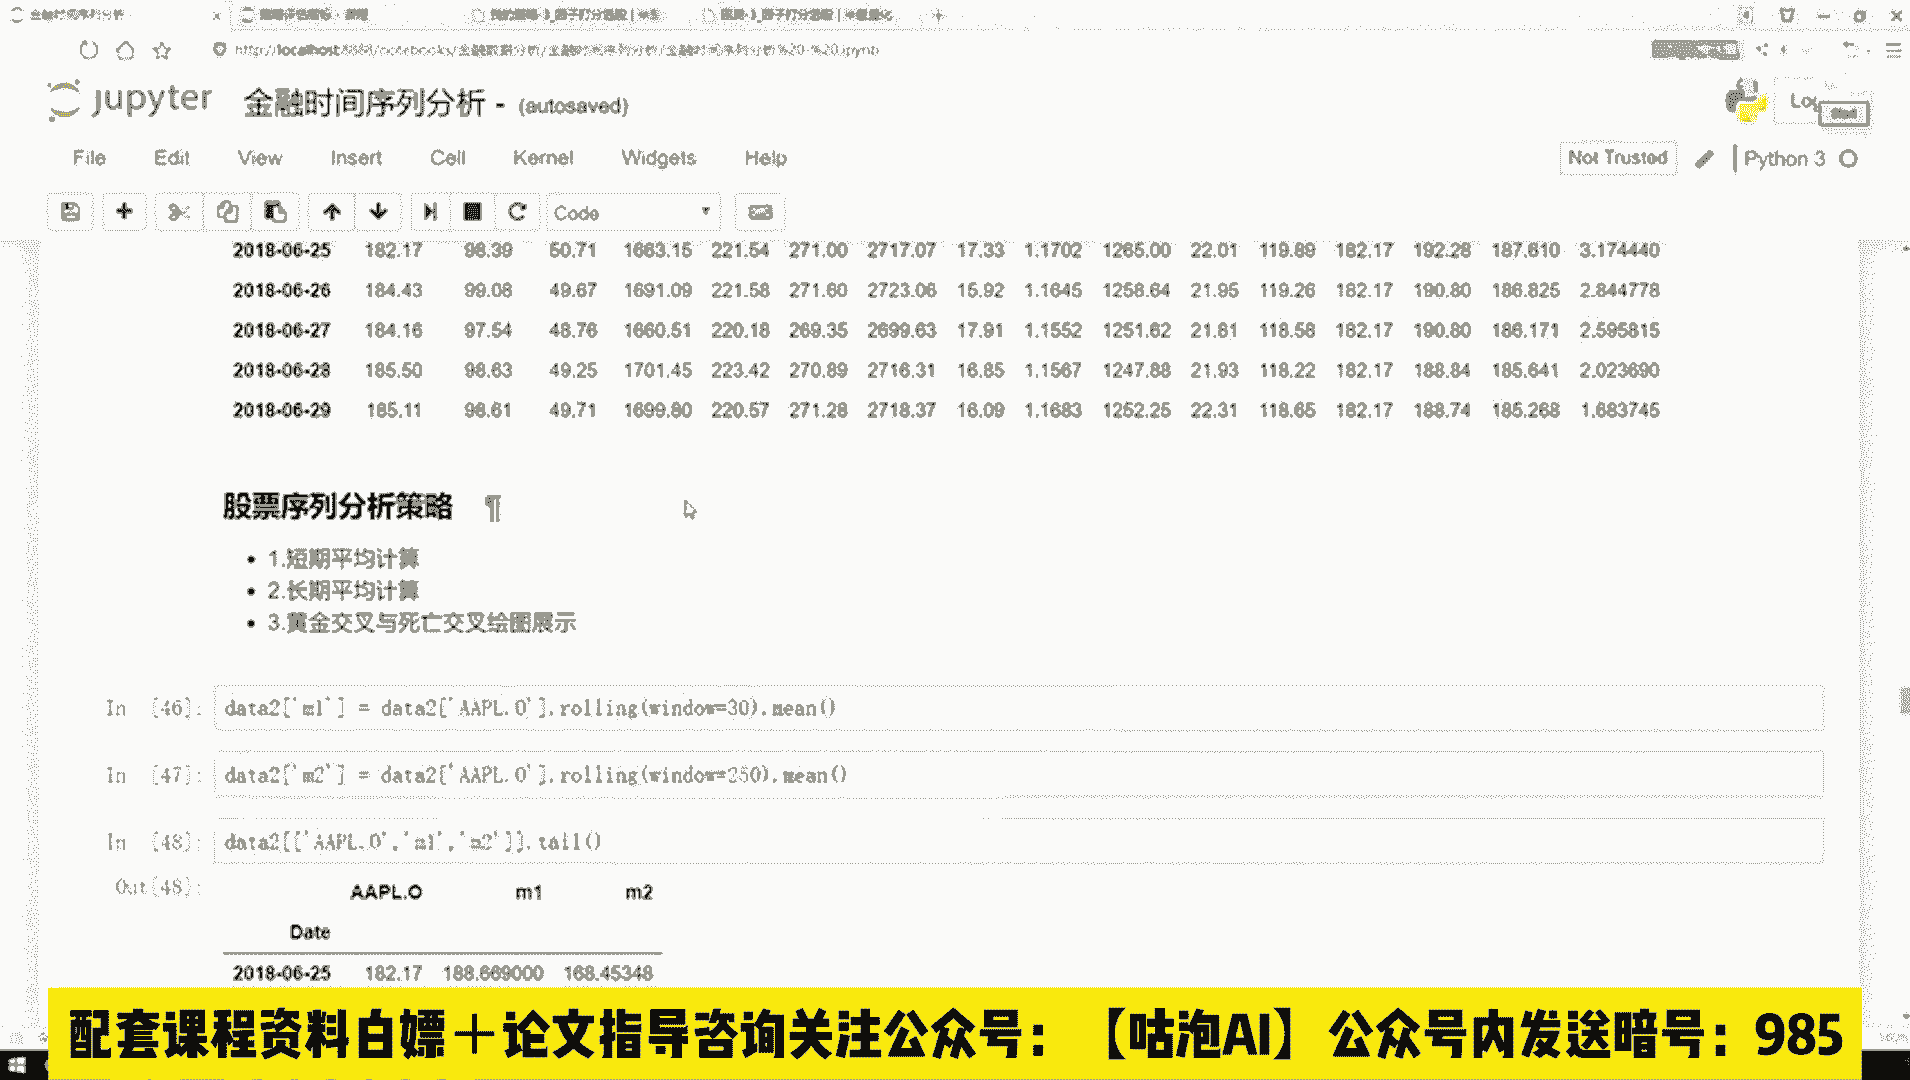 jupyter 金融时间序列分析 - (autosaved)
File Edit View Insert Cell Kernel Widgets Help
Not Trusted Python 3
Code
2018-06-25 182.17 98.39 50.71 1663.15 221.54 271.00 2717.07 17.33 1.1702 1265.00 22.01 119.89 182.17 192.28 187.610 3.174440
2018-06-26 184.43 99.08 49.67 1691.09 221.58 271.60 2723.06 15.92 1.1645 1258.64 21.95 119.26 182.17 190.80 186.825 2.844778
2018-06-27 184.16 97.54 48.76 1660.51 220.18 269.35 2699.63 17.91 1.1552 1251.62 21.81 118.58 182.17 190.80 186.171 2.595815
2018-06-28 185.50 98.63 49.25 1701.45 223.42 270.89 2716.31 16.85 1.1567 1247.88 21.93 118.22 182.17 188.84 185.641 2.023690
2018-06-29 185.11 98.61 49.71 1699.80 220.57 271.28 2718.37 16.09 1.1683 1252.25 22.31 118.65 182.17 188.74 185.268 1.683745
股票序列分析策略 ¶
1.短期平均计算
2.长期平均计算
3.黄金交叉与死亡交叉绘图展示
In [46]: data2['m1'] = data2['AAPL.O'].rolling(window=30).mean()
In [47]: data2['m2'] = data2['AAPL.O'].rolling(window=250).mean()
In [48]: data2[['AAPL.O','m1','m2']].tail()
Out[48]:
AAPL.O m1 m2
Date
2018-06-25 182.17 188.669000 168.45348
配套课程资料白嫖＋论文指导咨询关注公众号：【咕泡AI】公众号内发送暗号：985